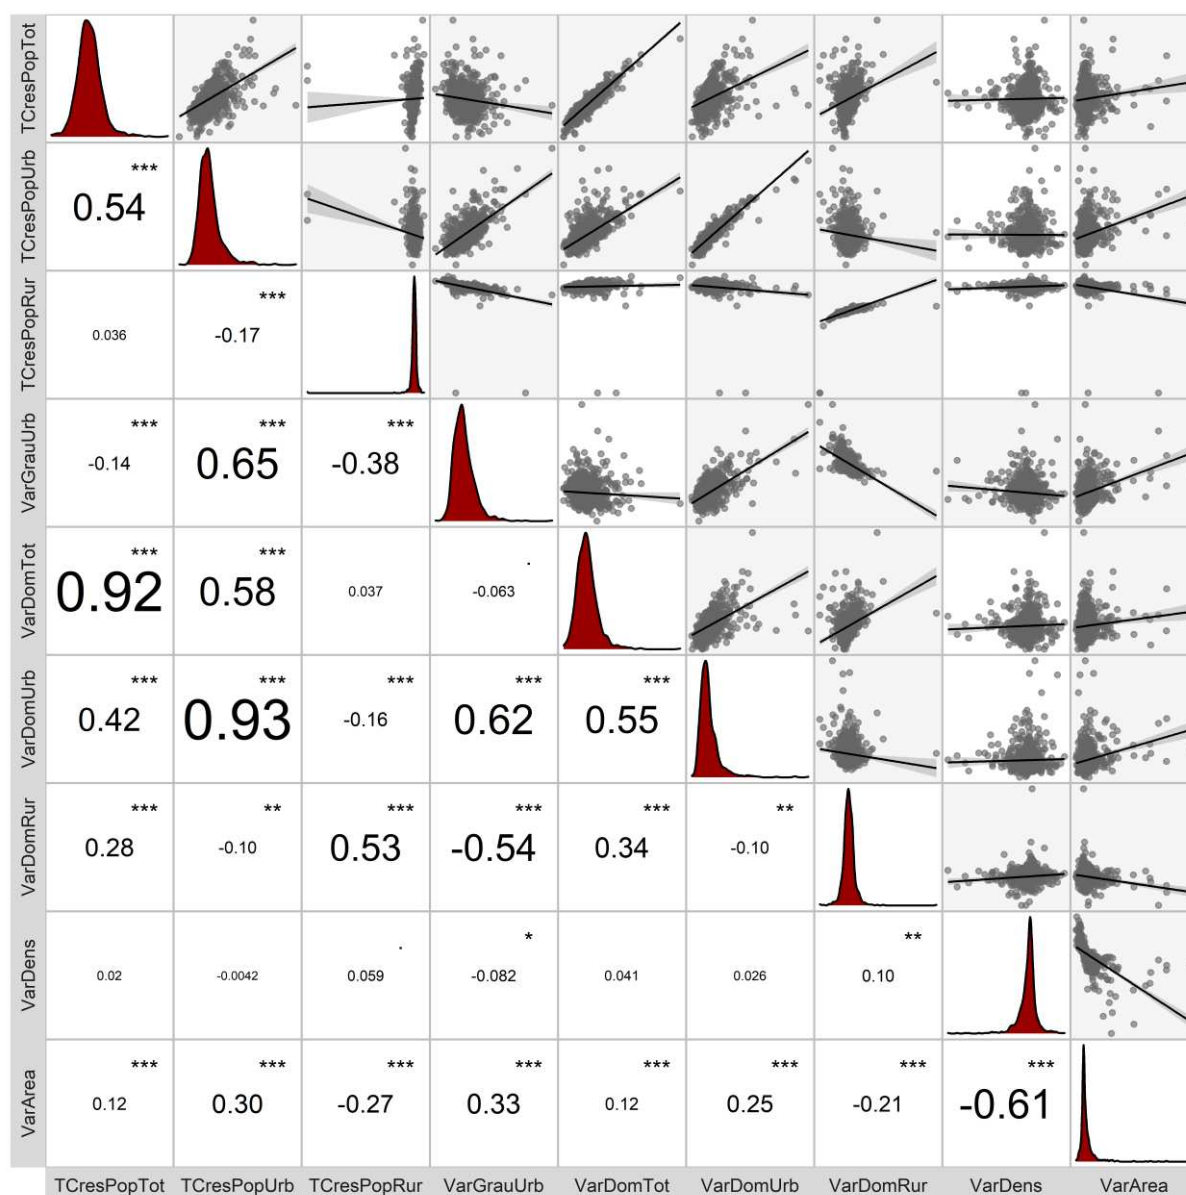 TCresPopTot
TCresPopUrb
*** 
0.54
TCresPopRur
***
0.036 -0.17
VarGrauUrb
*** *** ***
-0.14 0.65 -0.38
VarDomTot
*** *** .
0.92 0.58 0.037 -0.063
VarDomUrb
*** *** *** *** ***
0.42 0.93 -0.16 0.62 0.55
VarDomRur
*** ** *** *** *** **
0.28 -0.10 0.53 -0.54 0.34 -0.10
VarDens
. * **
0.02 -0.0042 0.059 -0.082 0.041 0.026 0.10
VarArea
*** *** *** *** *** *** *** ***
0.12 0.30 -0.27 0.33 0.12 0.25 -0.21 -0.61
TCresPopTot TCresPopUrb TCresPopRur VarGrauUrb VarDomTot VarDomUrb VarDomRur VarDens VarArea